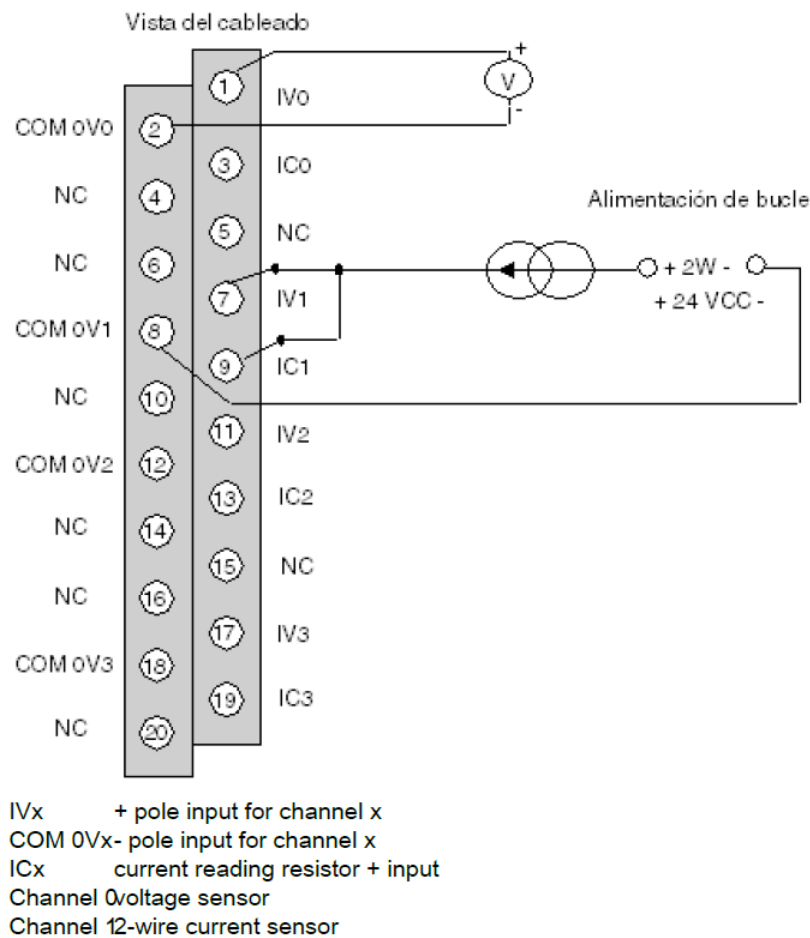 Vista del cableado
1
+
V
-
IV0
COM 0V0
2
3
IC0
NC
4
5
NC
Alimentación de bucle
NC
6
+ 2W -
7
IV1
+ 24 VCC -
COM 0V1
8
9
IC1
NC
10
11
IV2
COM 0V2
12
13
IC2
NC
14
15
NC
NC
16
17
IV3
COM 0V3
18
19
IC3
NC
20
IVx + pole input for channel x
COM 0Vx- pole input for channel x
ICx current reading resistor + input
Channel 0voltage sensor
Channel 12-wire current sensor